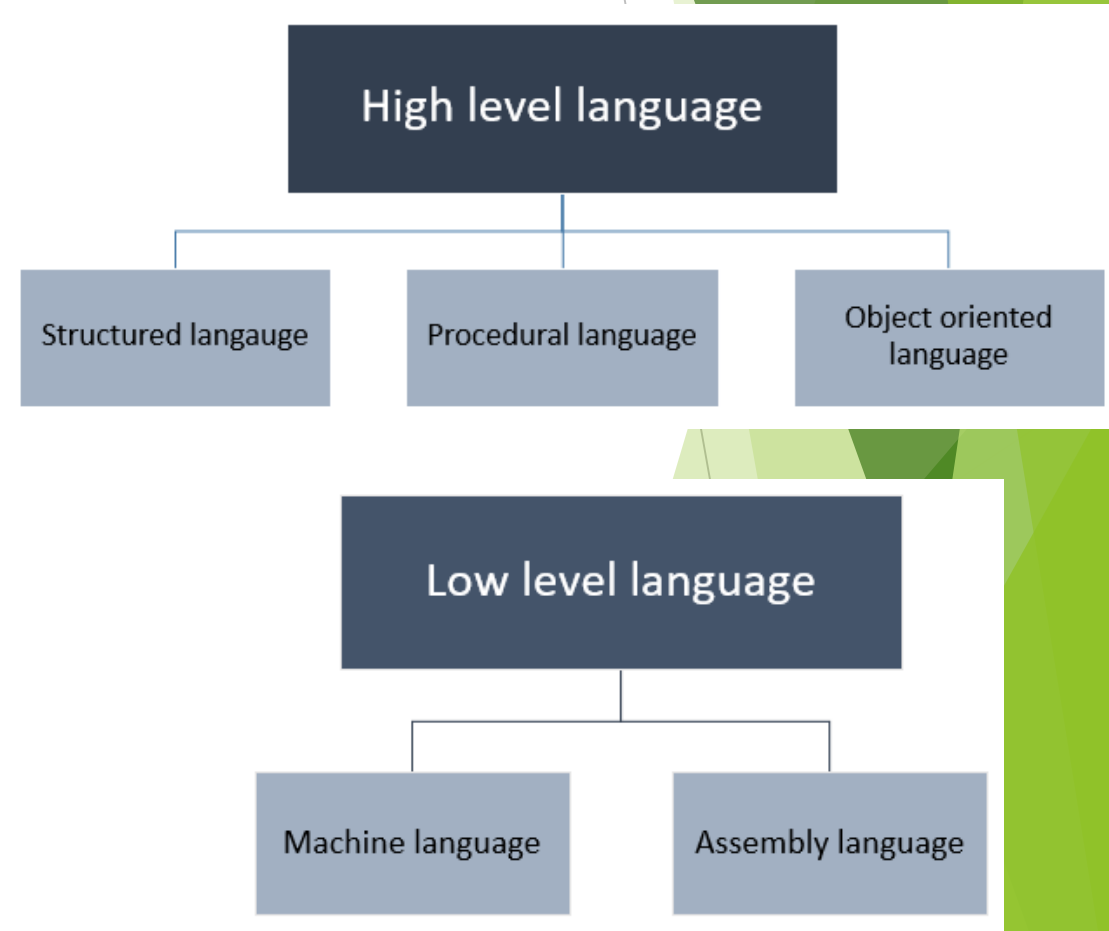 High level language
Structured langauge
Procedural language
Object oriented
language
Low level language
Machine language
Assembly language